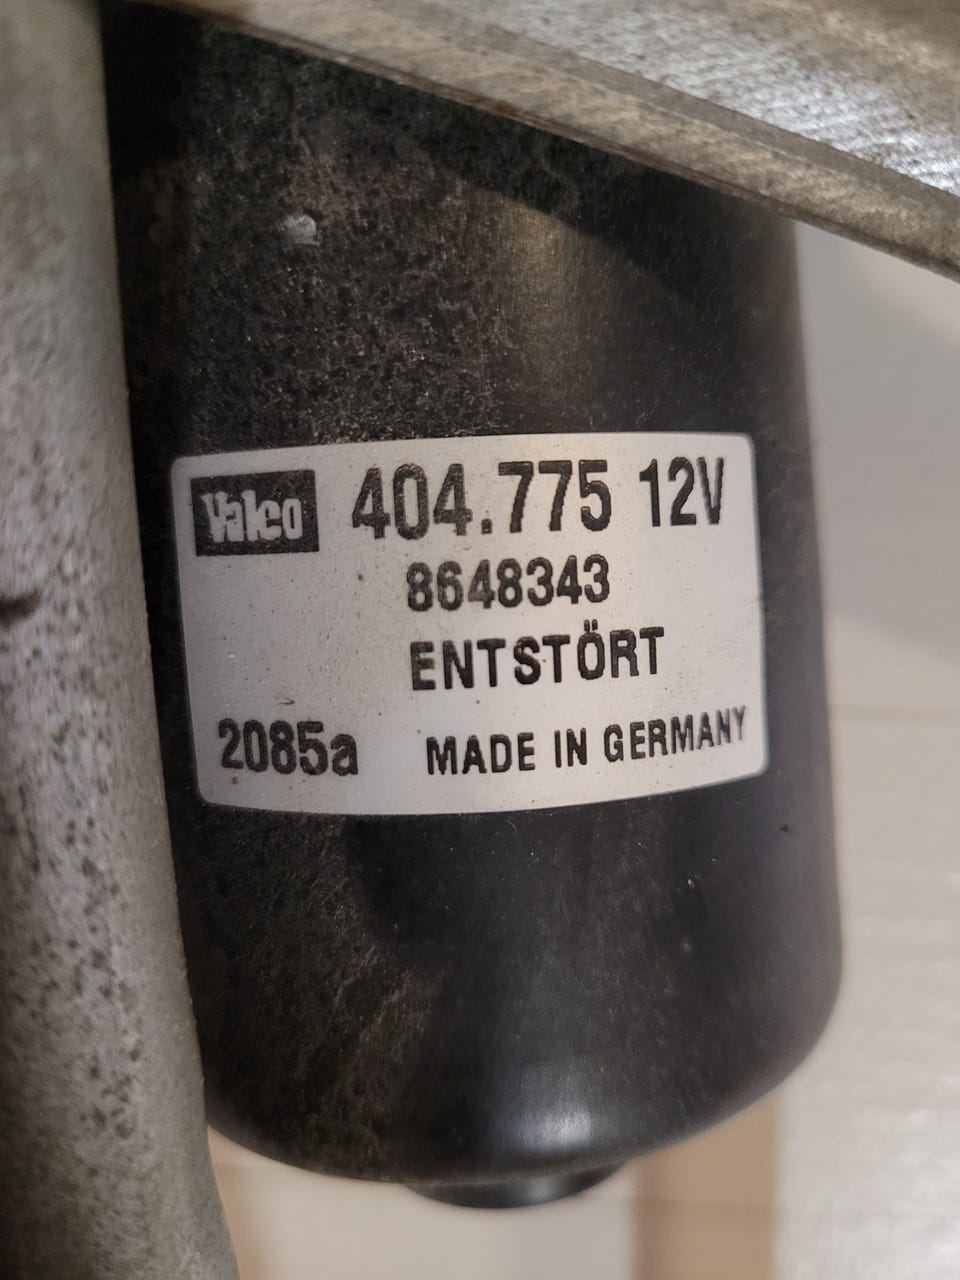 Valeo 404.775 12V
8648343
ENTSTÖRT
2085a MADE IN GERMANY